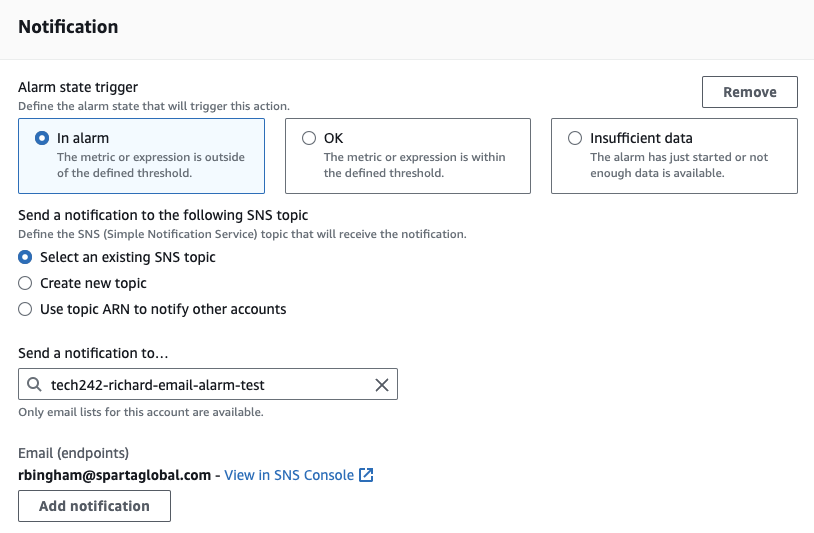 Notification
Alarm state trigger
Define the alarm state that will trigger this action.
Remove
In alarm
The metric or expression is outside
of the defined threshold.
OK
The metric or expression is within
the defined threshold.
Insufficient data
The alarm has just started or not
enough data is available.
Send a notification to the following SNS topic
Define the SNS (Simple Notification Service) topic that will receive the notification.
Select an existing SNS topic
Create new topic
Use topic ARN to notify other accounts
Send a notification to…
tech242-richard-email-alarm-test
Only email lists for this account are available.
Email (endpoints)
rbingham@spartaglobal.com - View in SNS Console
Add notification